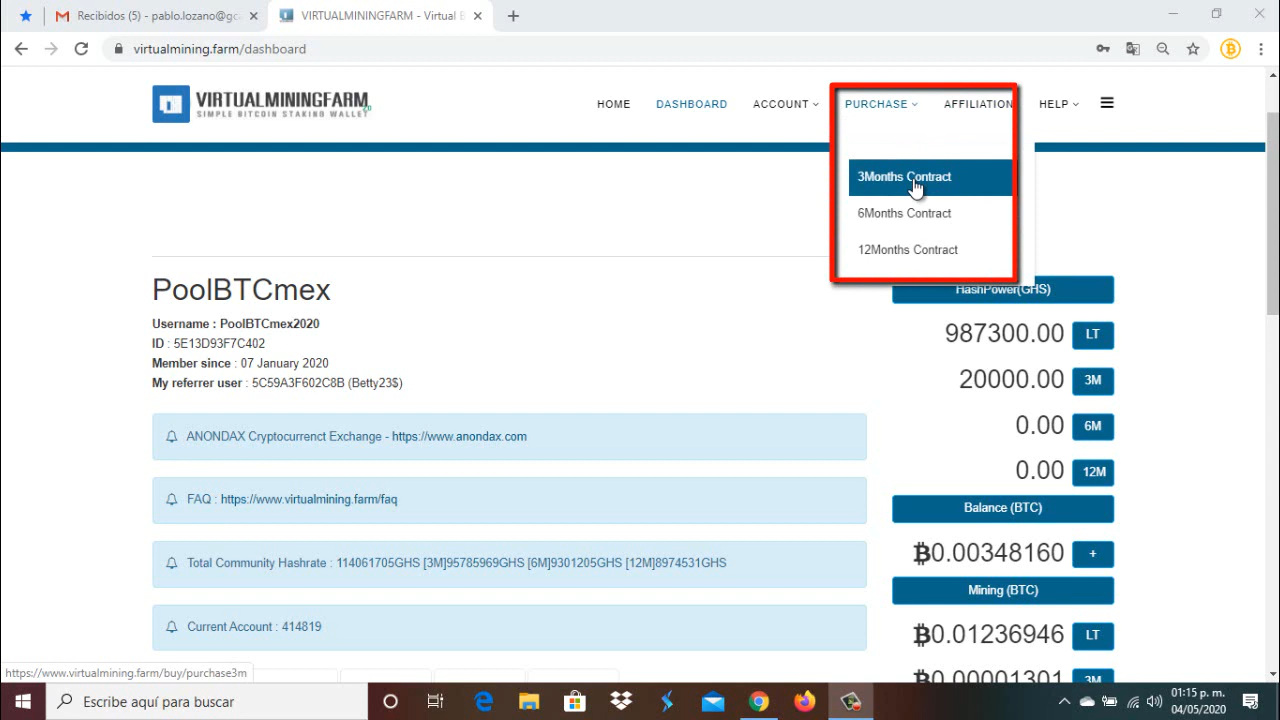 Recibidos (5) - pablo.lozano@gc
VIRTUALMININGFARM - Virtual B
virtualmining.farm/dashboard
VIRTUALMININGFARM
SIMPLE BITCOIN STAKING WALLET
HOME
DASHBOARD
ACCOUNT
PURCHASE
AFFILIATION
HELP
3Months Contract
6Months Contract
12Months Contract
PoolBTCmex
Username : PoolBTCmex2020
ID : 5E13D93F7C402
Member since : 07 January 2020
My referrer user : 5C59A3F602C8B (Betty23$)
ANONDAX Cryptocurrenct Exchange - https://www.anondax.com
FAQ : https://www.virtualmining.farm/faq
Total Community Hashrate : 114061705GHS [3M]95785969GHS [6M]9301205GHS [12M]8974531GHS
Current Account : 414819
HashPower(GHS)
987300.00 LT
20000.00 3M
0.00 6M
0.00 12M
Balance (BTC)
₿0.00348160 +
Mining (BTC)
₿0.01236946 LT
₿0.00001301 3M
https://www.virtualmining.farm/buy/purchase3m
Escribe aquí para buscar
01:15 p. m.
04/05/2020